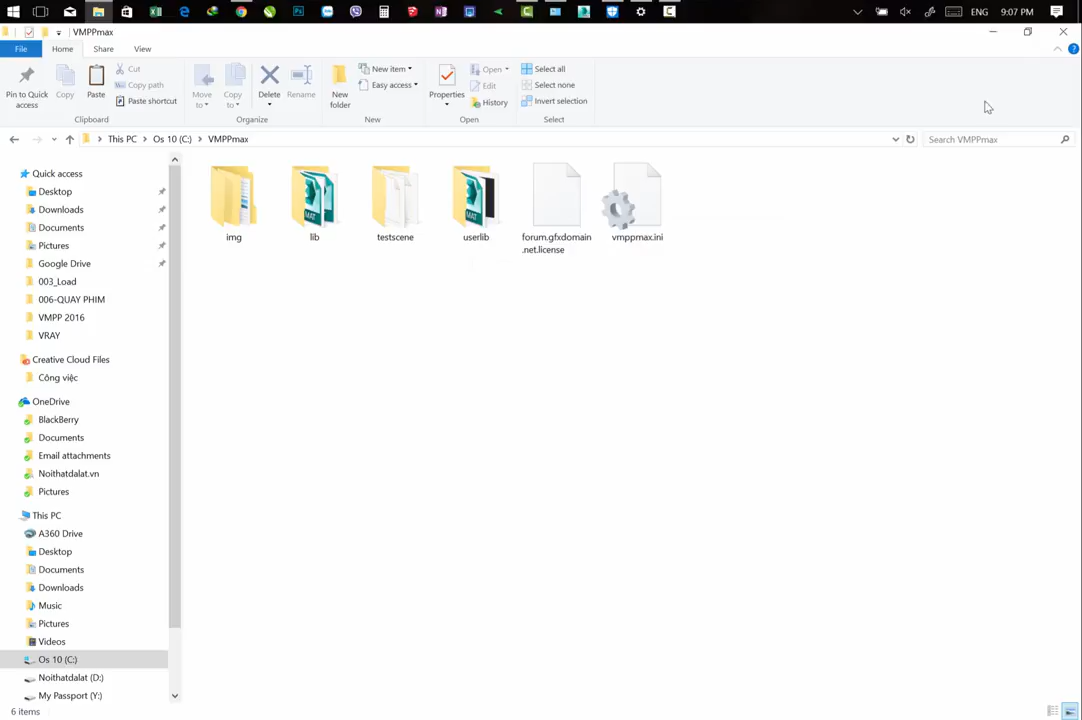 ENG
9:07 PM
VMPPmax
File
Home
Share
View
Pin to Quick
access
Copy
Paste
Cut
Copy path
Paste shortcut
Clipboard
Move
to
Copy
to
Delete
Rename
Organize
New
folder
New item
Easy access
New
Properties
Open
Edit
History
Open
Select all
Select none
Invert selection
Select
This PC
Os 10 (C:)
VMPPmax
Search VMPPmax
Quick access
Desktop
Downloads
Documents
Pictures
Google Drive
003_Load
006-QUAY PHIM
VMPP 2016
VRAY
Creative Cloud Files
Công việc
OneDrive
BlackBerry
Documents
Email attachments
Noithatdalat.vn
Pictures
This PC
A360 Drive
Desktop
Documents
Downloads
Music
Pictures
Videos
Os 10 (C:)
Noithatdalat (D:)
My Passport (Y:)
MAT
MAT
img
lib
testscene
userlib
forum.gfxdomain
.net.license
vmppmax.ini
6 items